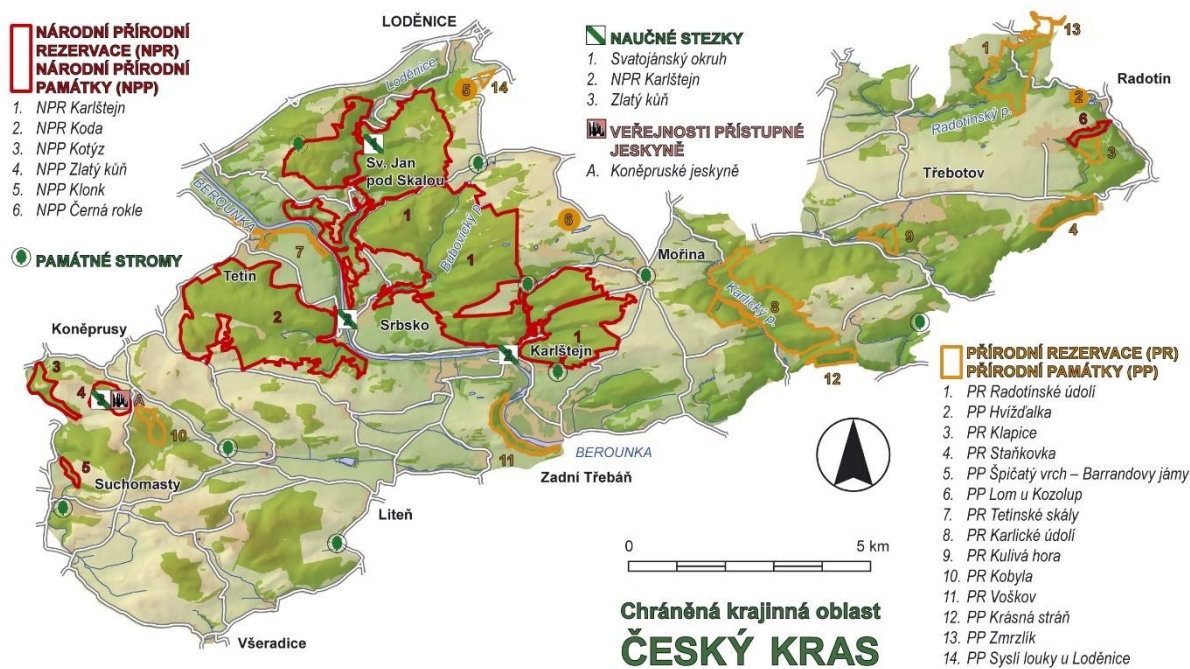 NÁRODNÍ PŘÍRODNÍ
REZERVACE (NPR)
NÁRODNÍ PŘÍRODNÍ
PAMÁTKY (NPP)
1. NPR Karlštejn
2. NPR Koda
3. NPP Kotýz
4. NPP Zlatý kůň
5. NPP Klonk
6. NPP Černá rokle
PAMÁTNÉ STROMY
NAUČNÉ STEZKY
1. Svatojánský okruh
2. NPR Karlštejn
3. Zlatý kůň
VEŘEJNOSTI PŘÍSTUPNÉ
JESKYNĚ
A. Koněpruské jeskyně
LODĚNICE
Loděnice
5
14
Sv. Jan
pod Skalou
BEROUNKA
1
Bubovický p.
6
7
Tetín
1
2
Srbsko
Mořina
1
Karlštejn
2
Koněprusy
3
4
A
10
5
Suchomasty
11
BEROUNKA
Zadní Třebáň
Liteň
Všeradice
13
1
Radotín
2
Radotínský p.
6
3
Třebotov
4
9
Karlický p.
8
12
PŘÍRODNÍ REZERVACE (PR)
PŘÍRODNÍ PAMÁTKY (PP)
1. PR Radotínské údolí
2. PP Hvížďalka
3. PR Klapice
4. PR Staňkovka
5. PP Špičatý vrch – Barrandovy jámy
6. PP Lom u Kozolup
7. PR Tetínské skály
8. PR Karlické údolí
9. PR Kulivá hora
10. PR Kobyla
11. PR Voškov
12. PP Krásná stráň
13. PP Zmrzlík
14. PP Syslí louky u Loděnice
0 5 km
Chráněná krajinná oblast
ČESKÝ KRAS